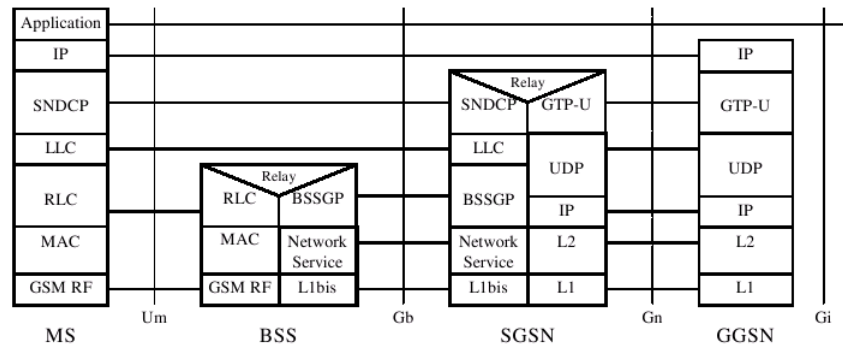 Application
IP
IP
Relay
SNDCP
SNDCP
GTP-U
GTP-U
LLC
LLC
UDP
UDP
Relay
RLC
RLC
BSSGP
BSSGP
IP
IP
MAC
MAC
Network
Service
Network
Service
L2
L2
GSM RF
GSM RF
L1bis
L1bis
L1
L1
Um
Gb
Gn
Gi
MS
BSS
SGSN
GGSN